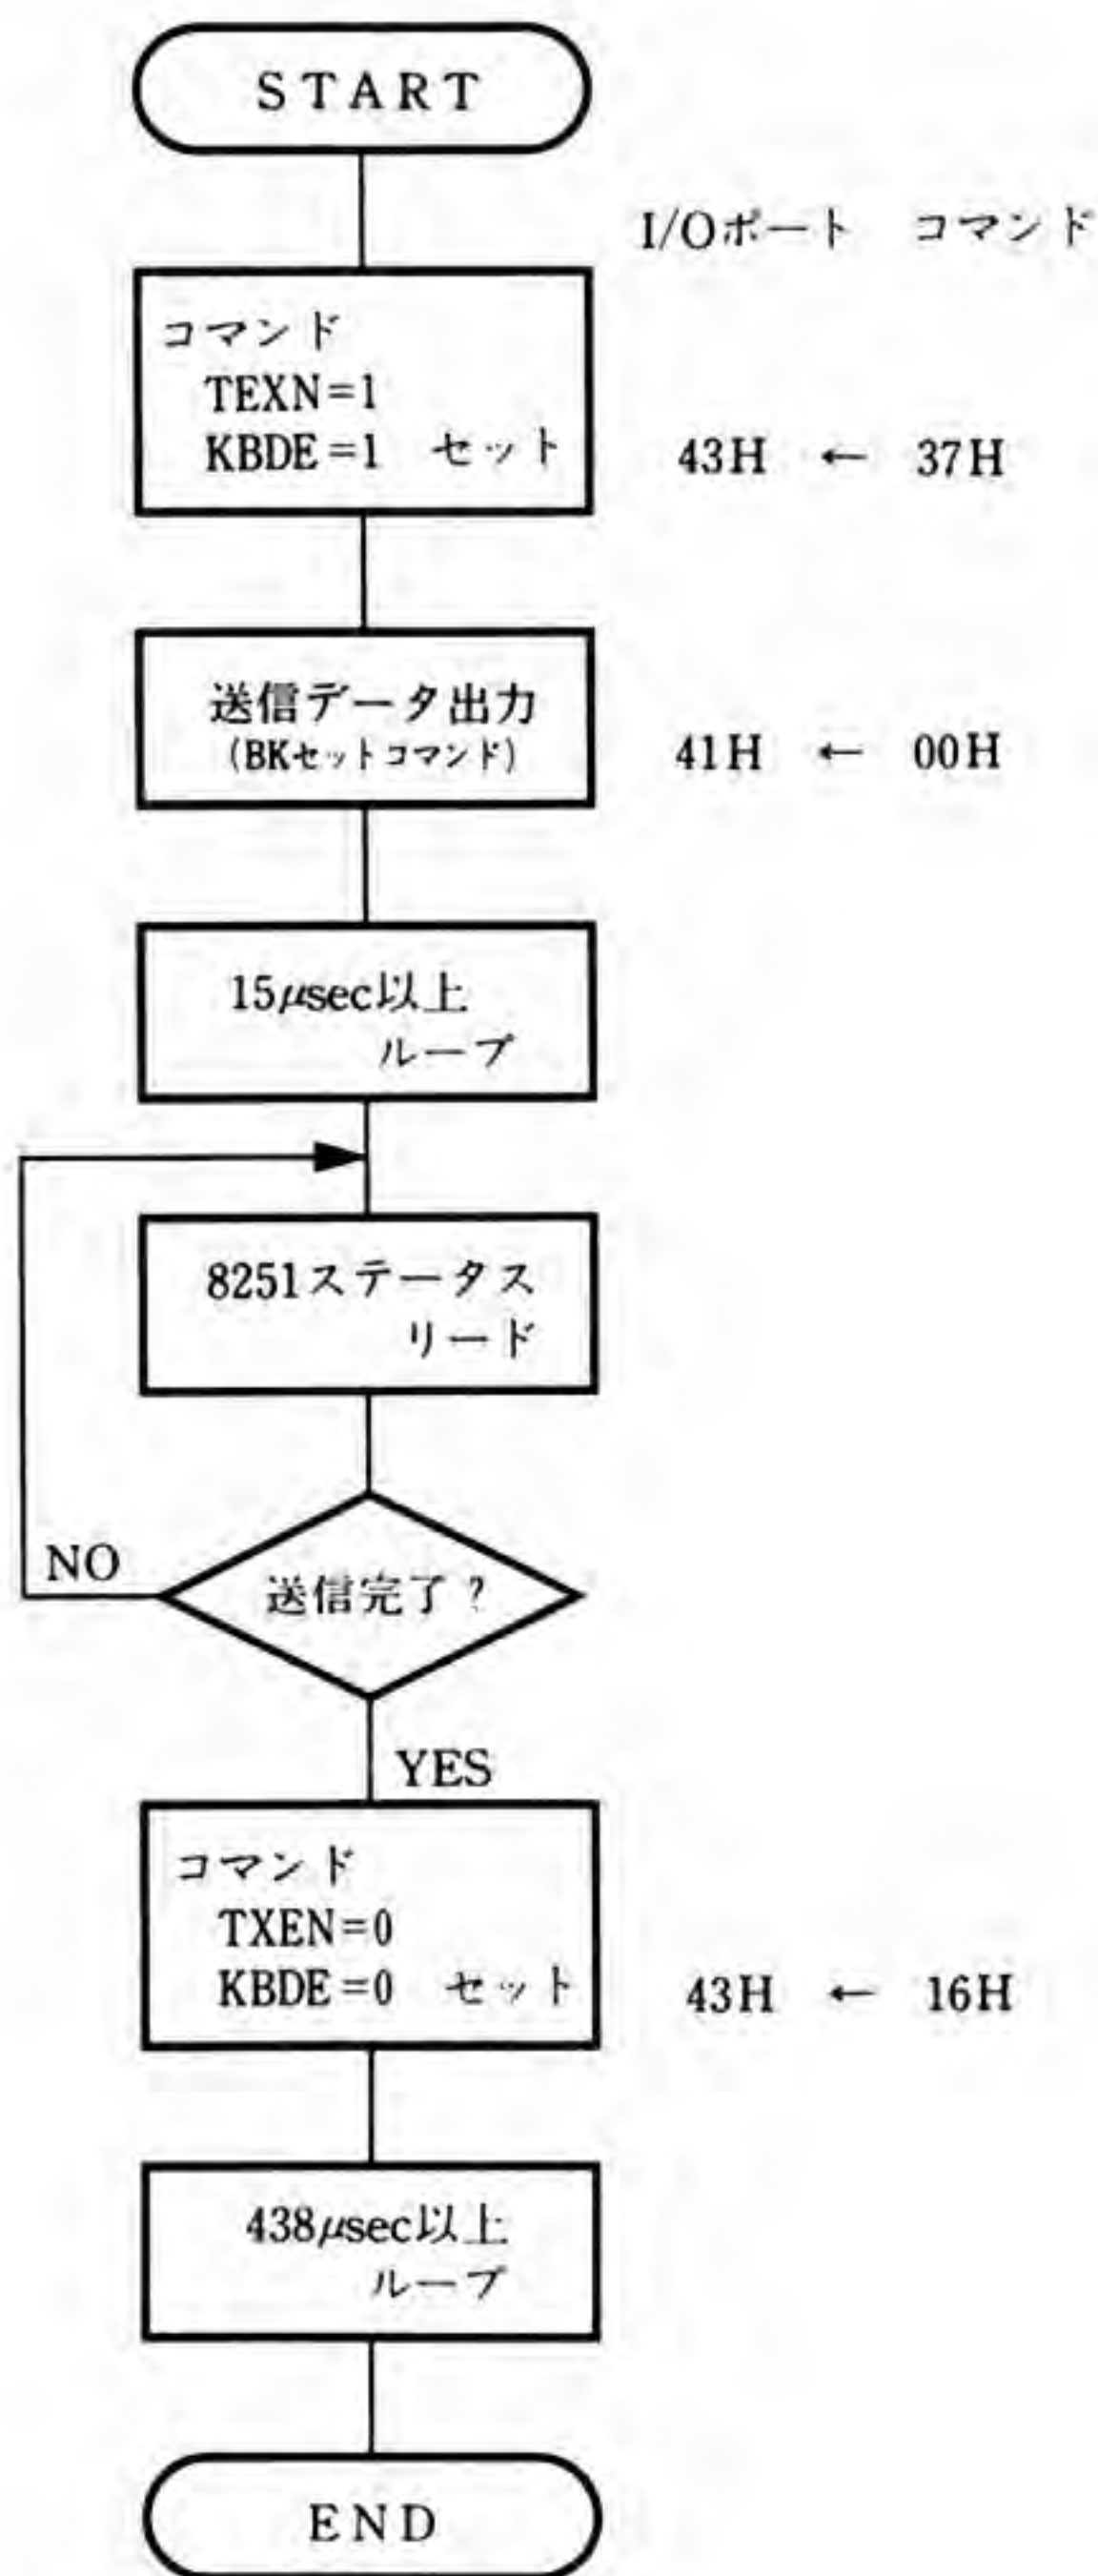 START
I/Oポート コマンド
コマンド
TEXN=1
KBDE=1 セット
43H ← 37H
送信データ出力
(BKセットコマンド)
41H ← 00H
15μsec以上
ループ
8251ステータス
リード
NO
送信完了?
YES
コマンド
TXEN=0
KBDE=0 セット
43H ← 16H
438μsec以上
ループ
END